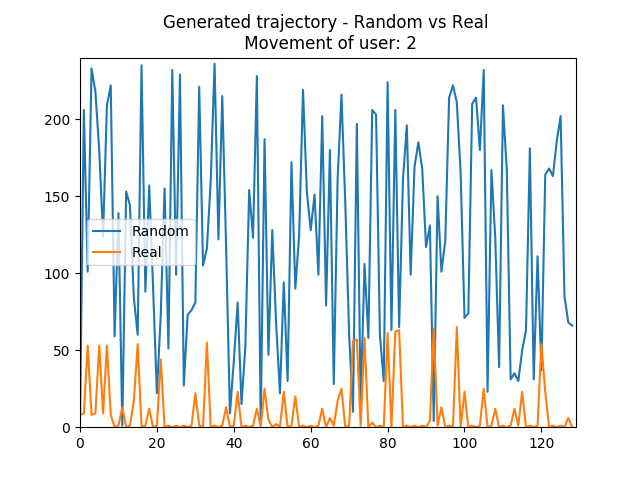 Generated trajectory - Random vs Real
Movement of user: 2
200
150
100
50
0
Random
Real
0 20 40 60 80 100 120